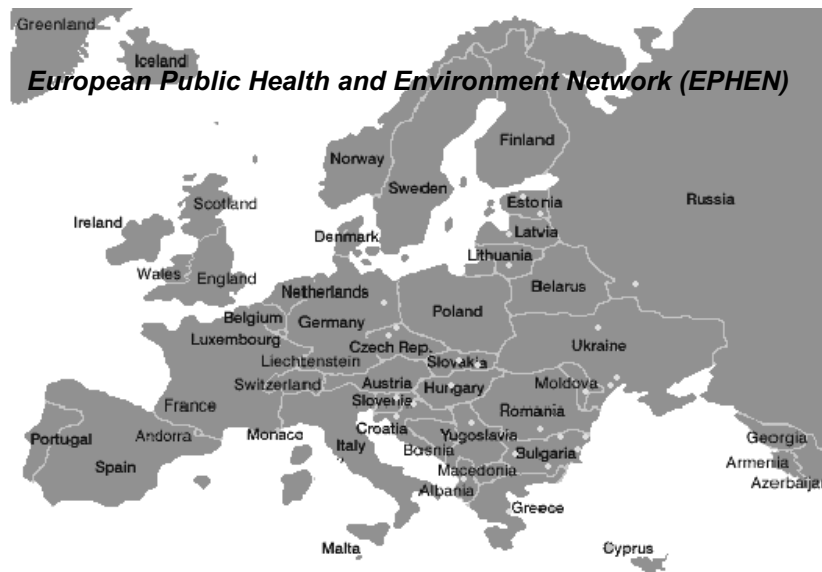 Greenland
Iceland
European Public Health and Environment Network (EPHEN)
Finland
Norway
Sweden
Russia
Scotland
Estonia
Ireland
Denmark
Latvia
Lithuania
Wales
England
Belarus
Netherlands
Poland
Belgium
Germany
Luxembourg
Ukraine
Czech Rep.
Liechtenstein
Slovakia
Switzerland
Austria
Hungary
Moldova
Slovenia
France
Romania
Portugal
Andorra
Monaco
Croatia
Yugoslavia
Georgia
Italy
Bosnia
Bulgaria
Spain
Macedonia
Armenia
Albania
Azerbaijan
Greece
Malta
Cyprus